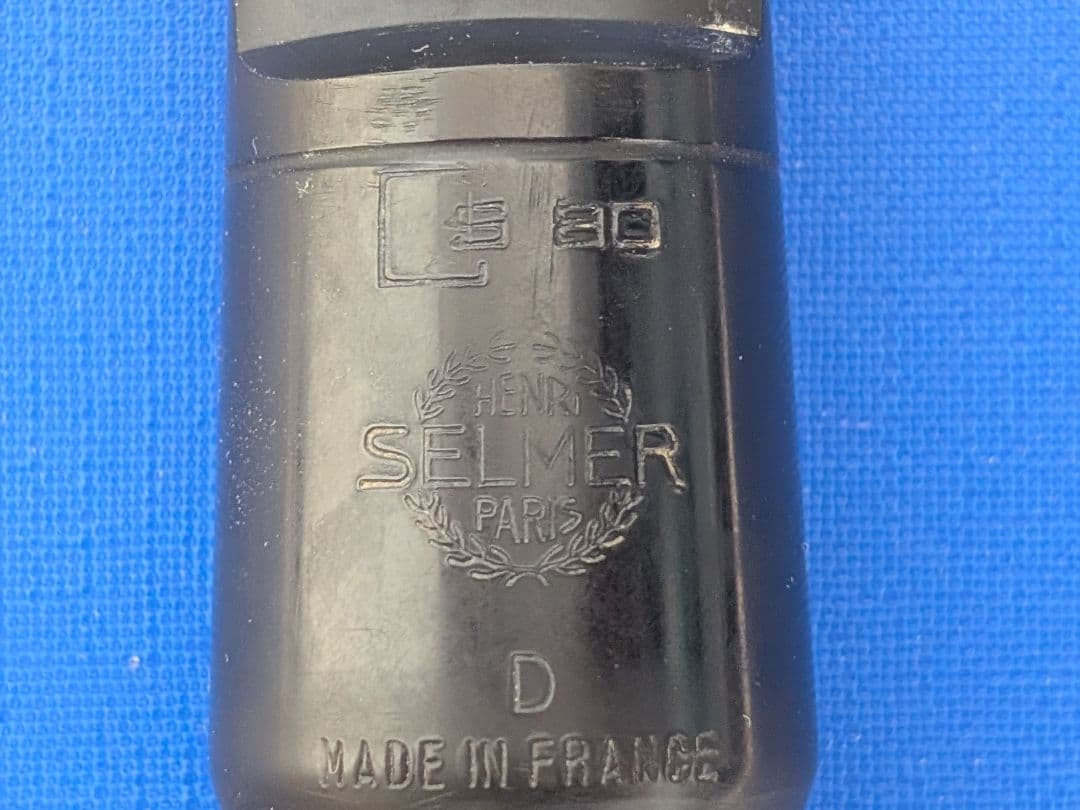 S 80
HENRI
SELMER
PARIS
D
MADE IN FRANCE